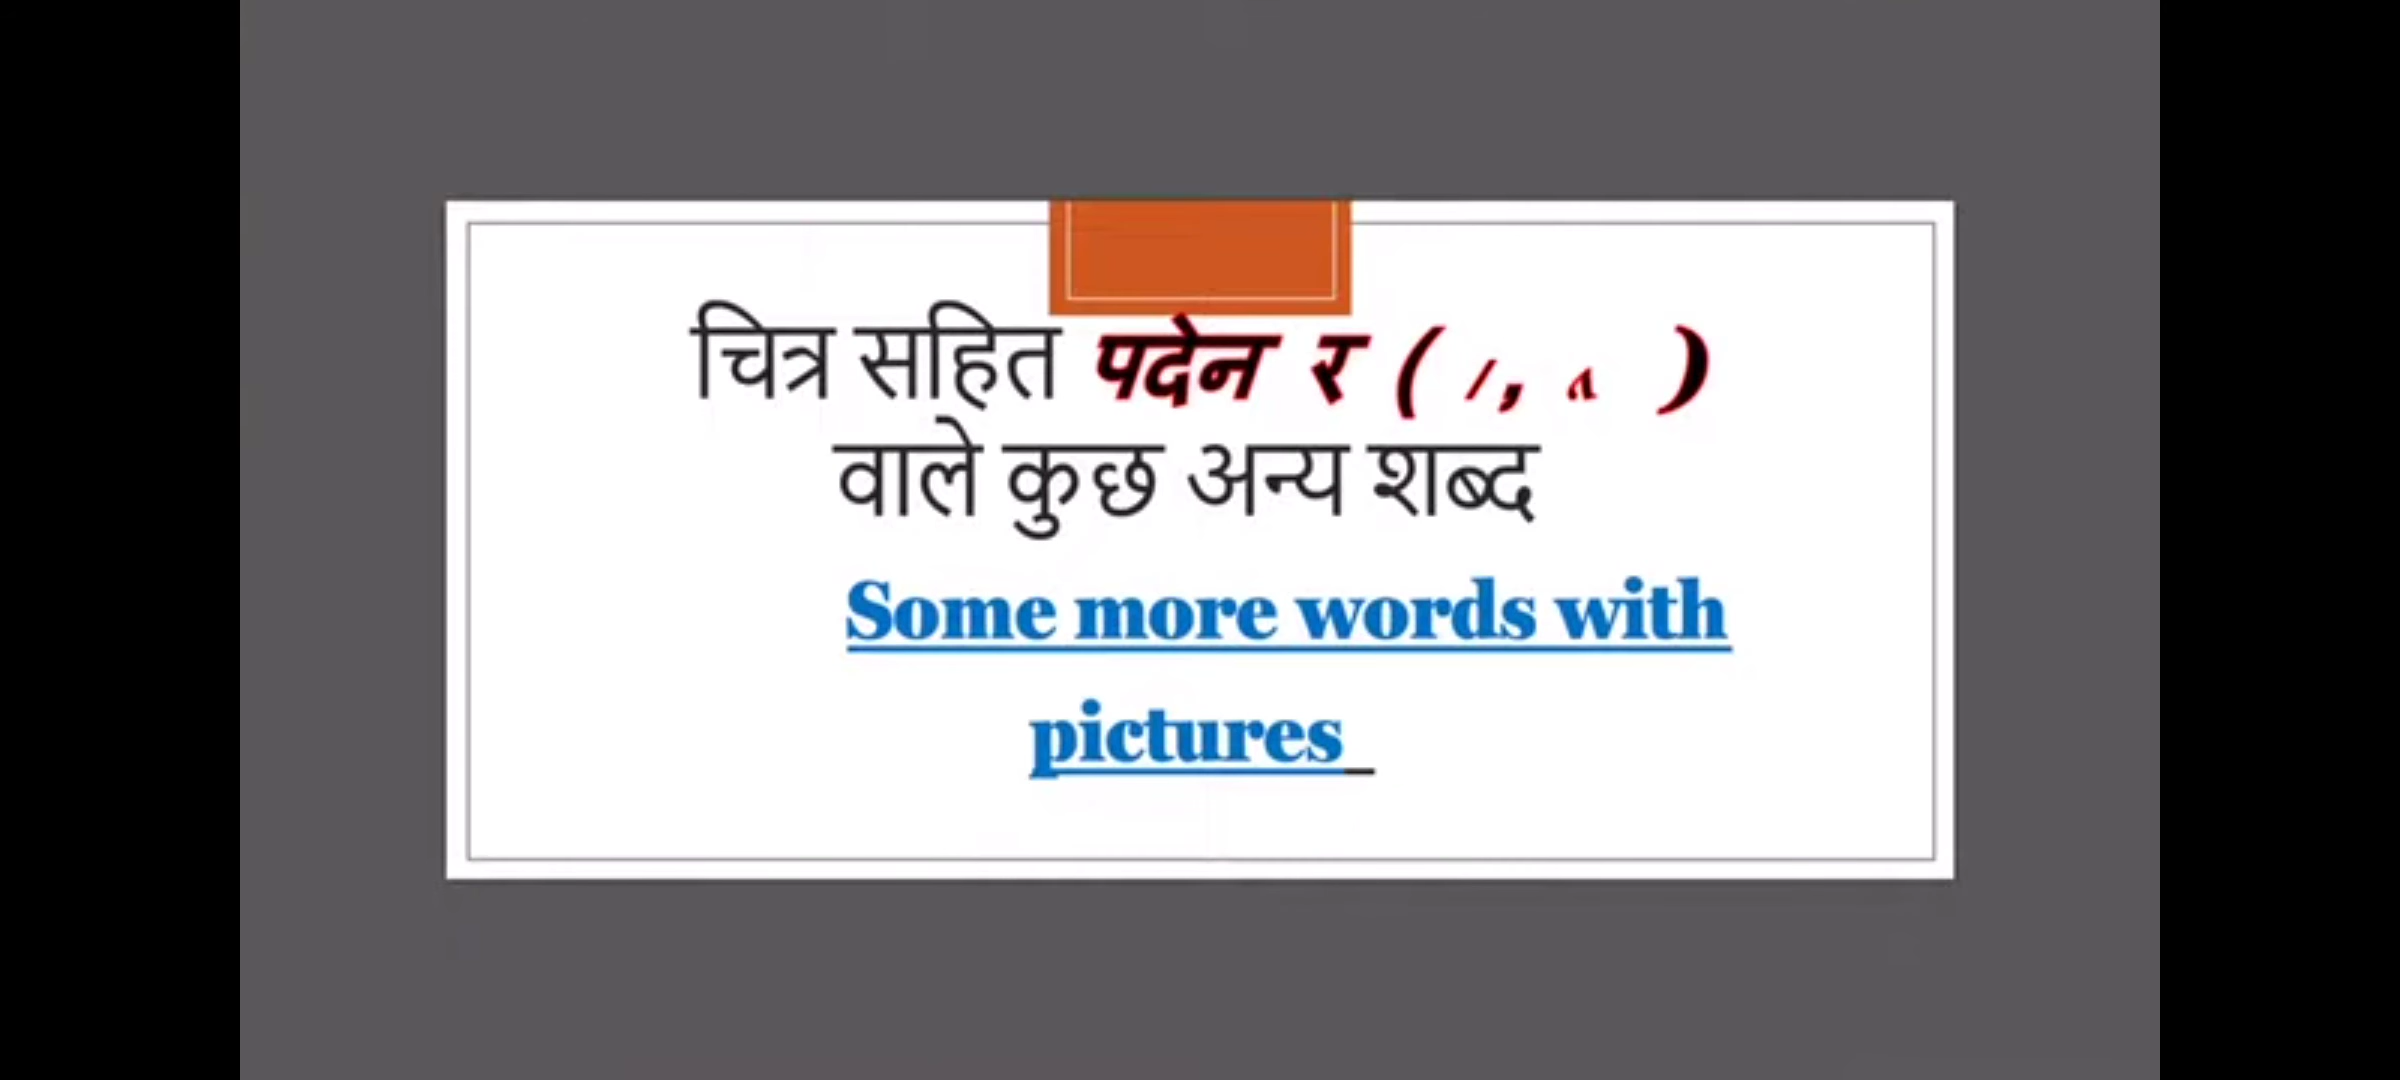 चित्र सहित पदेन र ( ⁄, ‸ )
वाले कुछ अन्य शब्द
Some more words with
pictures